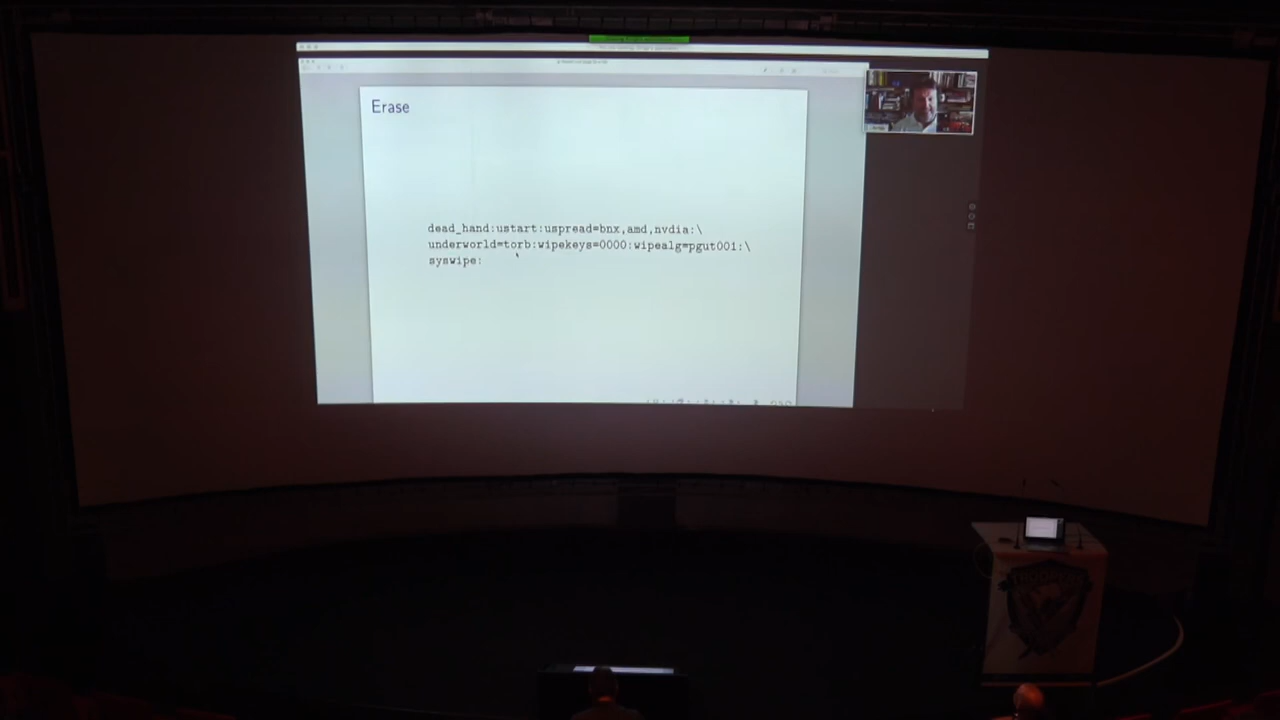 Erase
dead_hand:ustart:uspread=bnx,amd,nvdia:\
underworld=torb:wipekeys=0000:wipealg=pgut001:\
syswipe: